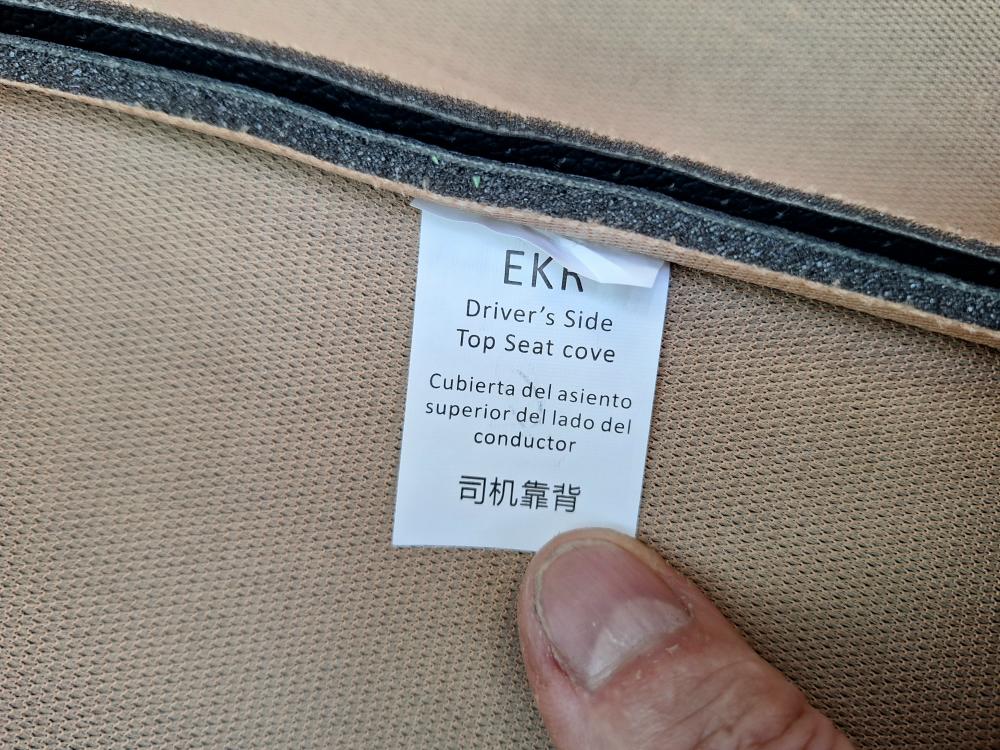 EKR
Driver’s Side
Top Seat cove
Cubierta del asiento
superior del lado del
conductor
司机靠背